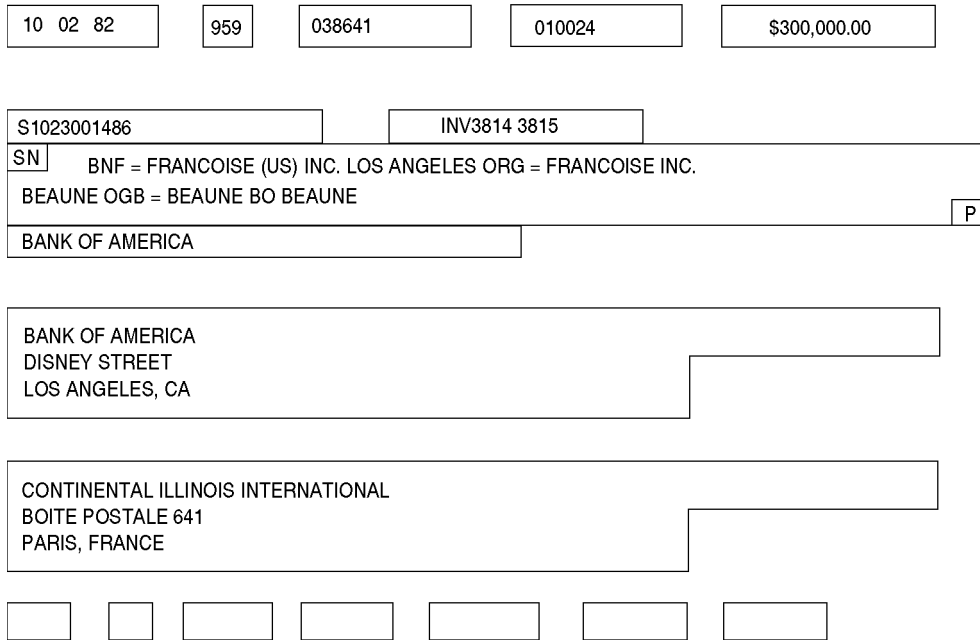 10 02 82 959 038641 010024 $300,000.00
S1023001486 INV3814 3815
SN BNF = FRANCOISE (US) INC. LOS ANGELES ORG = FRANCOISE INC.
BEAUNE OGB = BEAUNE BO BEAUNE
P
BANK OF AMERICA
BANK OF AMERICA
DISNEY STREET
LOS ANGELES, CA
CONTINENTAL ILLINOIS INTERNATIONAL
BOITE POSTALE 641
PARIS, FRANCE